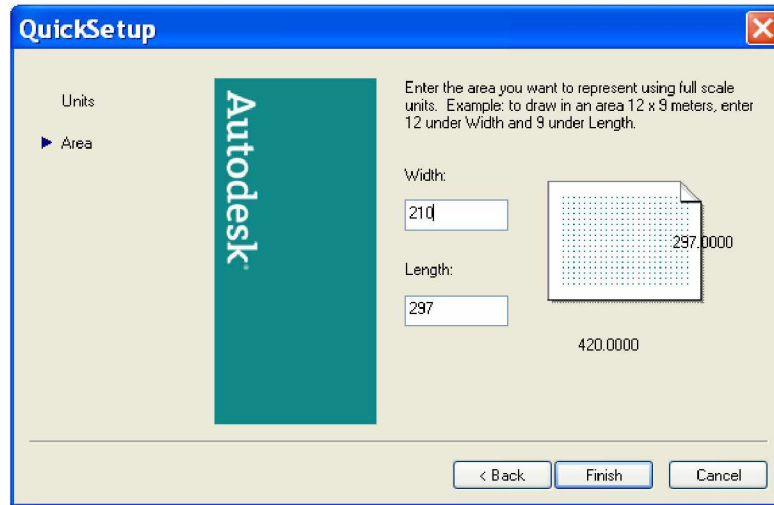 QuickSetup
Units
Area
Autodesk
Enter the area you want to represent using full scale
units. Example: to draw in an area 12 x 9 meters, enter
12 under Width and 9 under Length.
Width:
210
297.0000
Length:
297
420.0000
< Back
Finish
Cancel